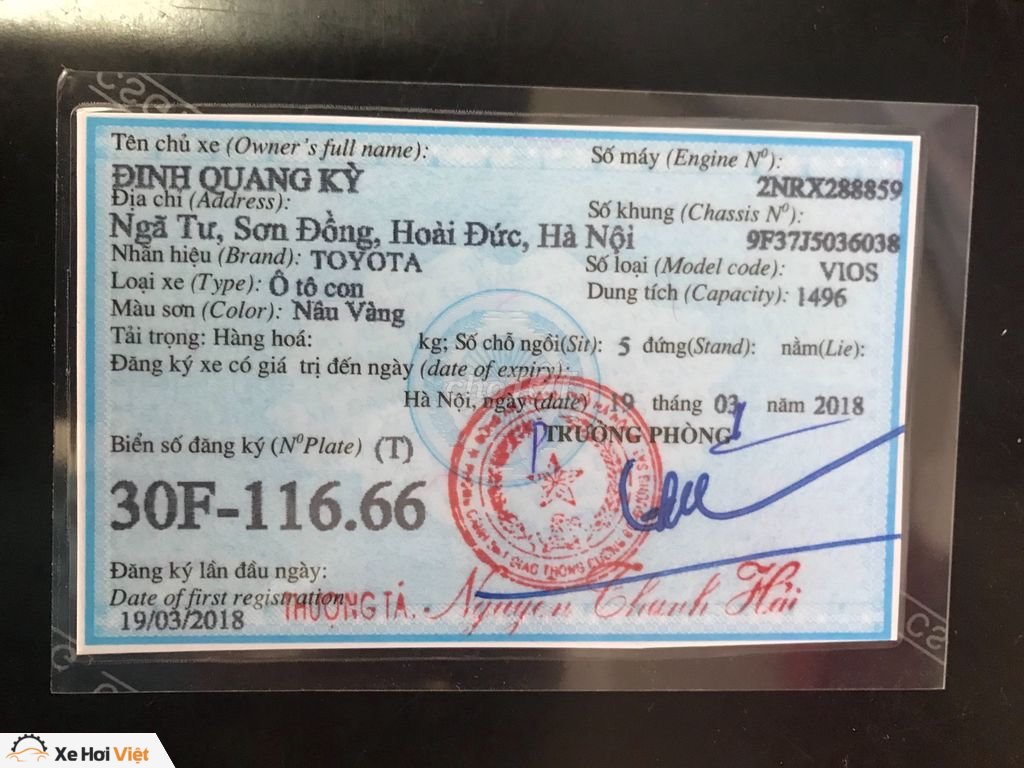 Tên chủ xe (Owner's full name):
ĐINH QUANG KỲ
Địa chỉ (Address):
Ngã Tư, Sơn Đồng, Hoài Đức, Hà Nội
Nhãn hiệu (Brand): TOYOTA
Loại xe (Type): Ô tô con
Màu sơn (Color): Nâu Vàng
Số máy (Engine Nº):
2NRX288859
Số khung (Chassis Nº):
9F37J5036038
Số loại (Model code): VIOS
Dung tích (Capacity): 1496
Tải trọng: Hàng hoá: kg; Số chỗ ngồi(Sit): 5 đứng(Stand): nằm(Lie):
Đăng ký xe có giá trị đến ngày (date of expiry):
Hà Nội, ngày (date) 19 tháng 03 năm 2018
TRƯỞNG PHÒNG
Biển số đăng ký (NºPlate) (T)
30F-116.66
Đăng ký lần đầu ngày:
Date of first registration:
19/03/2018
THƯỢNG TÁ. Nguyễn Thanh Hải
Xe Hơi Việt